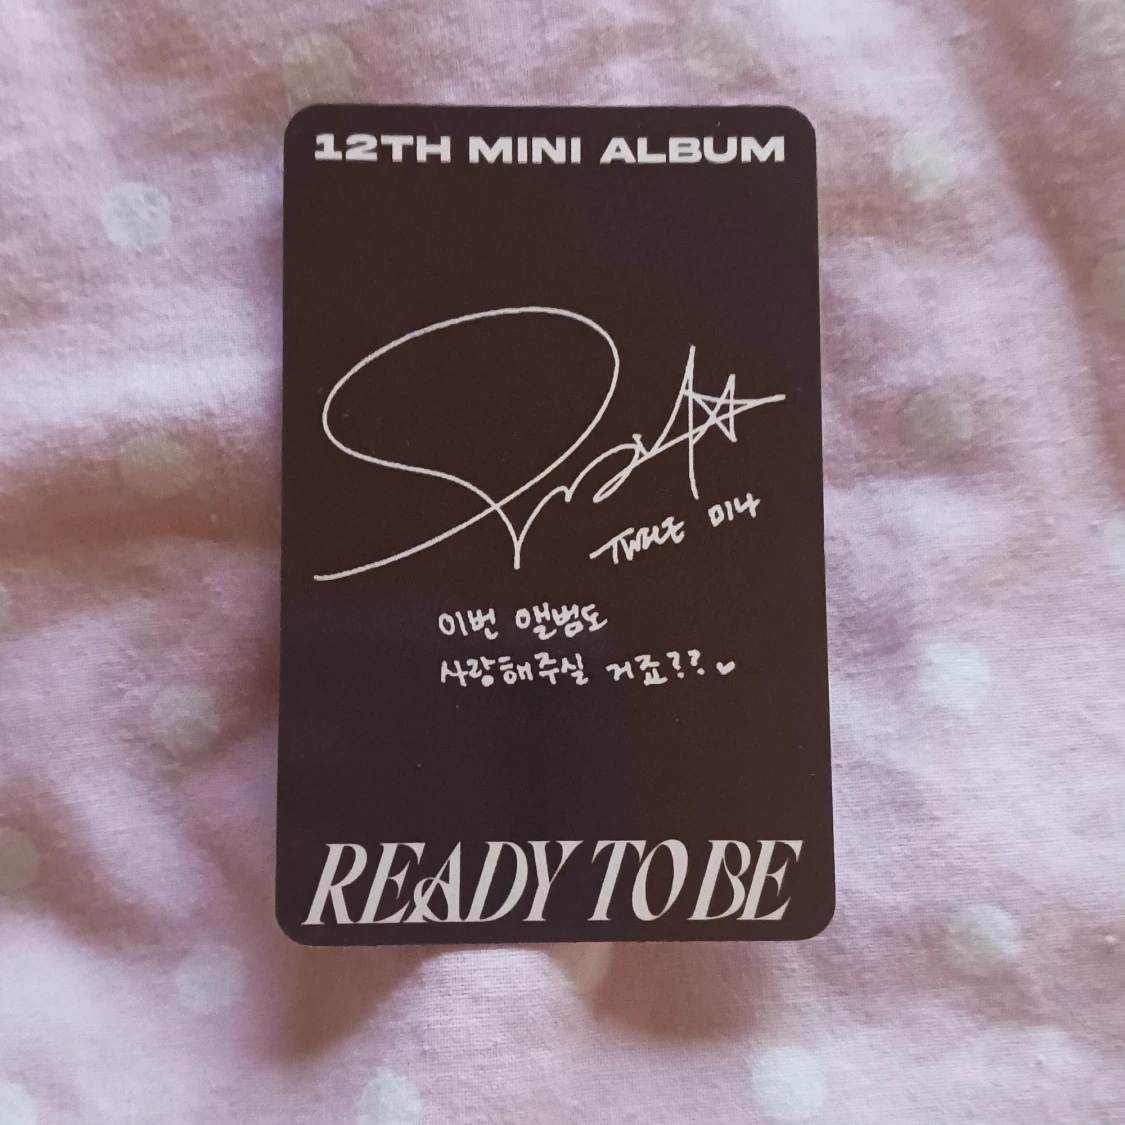 12TH MINI ALBUM
TWICE 미나
이번 앨범도
사랑해주실 거죠??♥
READY TO BE